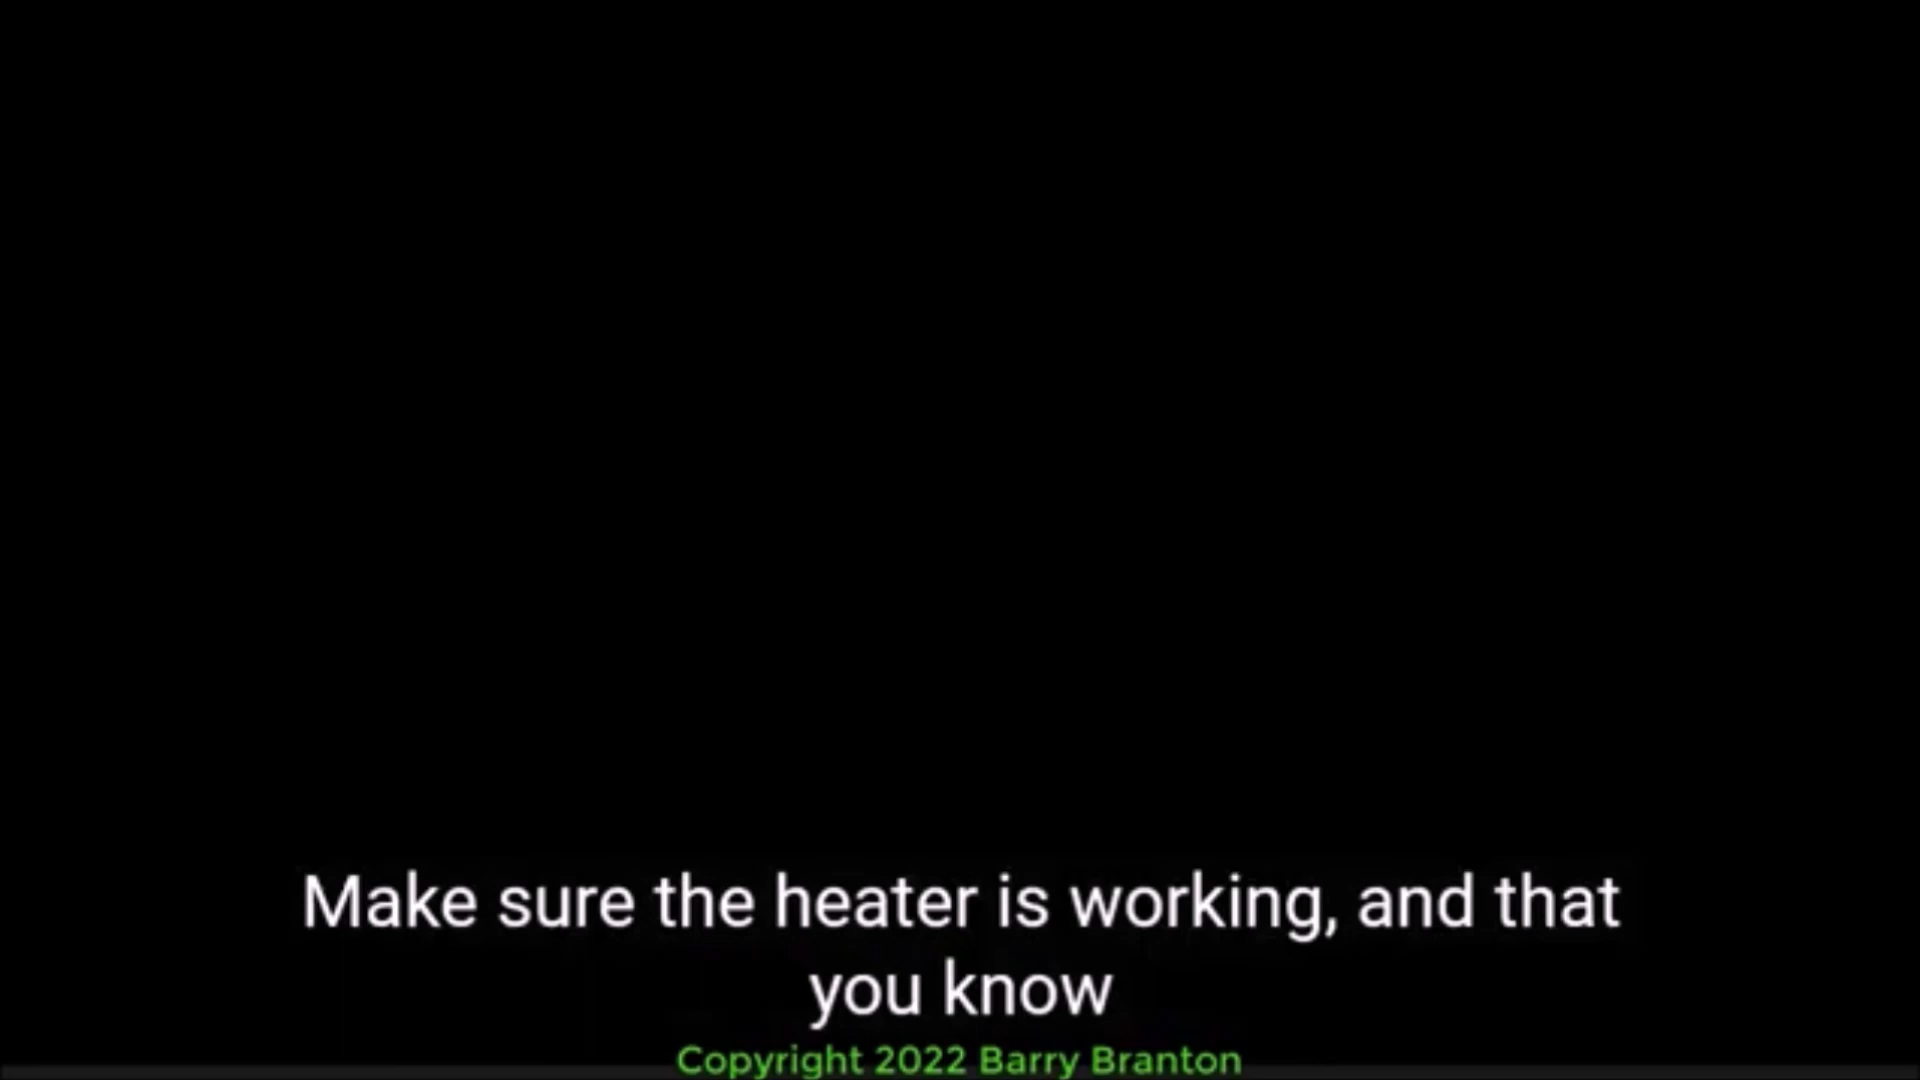 Make sure the heater is working, and that
you know
Copyright 2022 Barry Branton